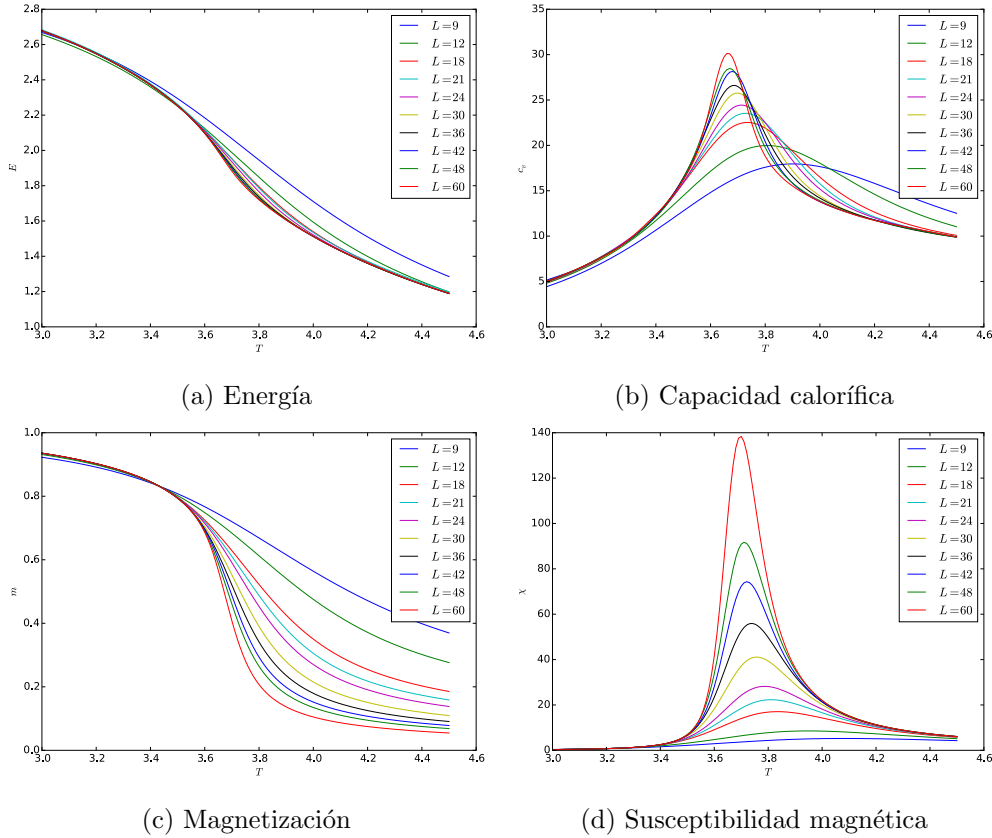 2.8
2.6
2.4
2.2
2.0
1.8
1.6
1.4
1.2
1.0
E
3.0 3.2 3.4 3.6 3.8 4.0 4.2 4.4 4.6
T
L=9
L=12
L=18
L=21
L=24
L=30
L=36
L=42
L=48
L=60
(a) Energía
35
30
25
20
15
10
5
0
c_v
3.0 3.2 3.4 3.6 3.8 4.0 4.2 4.4 4.6
T
L=9
L=12
L=18
L=21
L=24
L=30
L=36
L=42
L=48
L=60
(b) Capacidad calorífica
1.0
0.8
0.6
0.4
0.2
0.0
m
3.0 3.2 3.4 3.6 3.8 4.0 4.2 4.4 4.6
T
L=9
L=12
L=18
L=21
L=24
L=30
L=36
L=42
L=48
L=60
(c) Magnetización
140
120
100
80
60
40
20
0
χ
3.0 3.2 3.4 3.6 3.8 4.0 4.2 4.4 4.6
T
L=9
L=12
L=18
L=21
L=24
L=30
L=36
L=42
L=48
L=60
(d) Susceptibilidad magnética